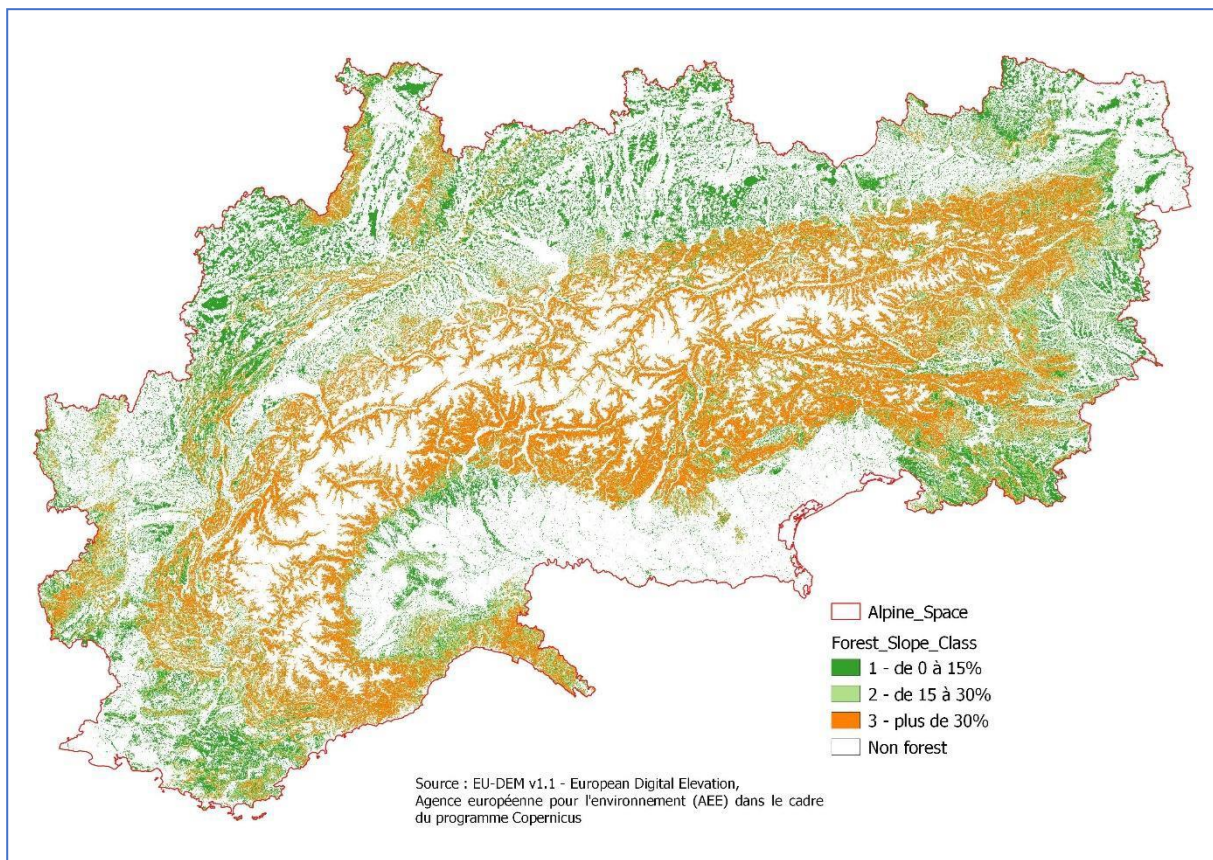 Alpine_Space
Forest_Slope_Class
1 - de 0 à 15%
2 - de 15 à 30%
3 - plus de 30%
Non forest
Source : EU-DEM v1.1 - European Digital Elevation,
Agence européenne pour l'environnement (AEE) dans le cadre
du programme Copernicus